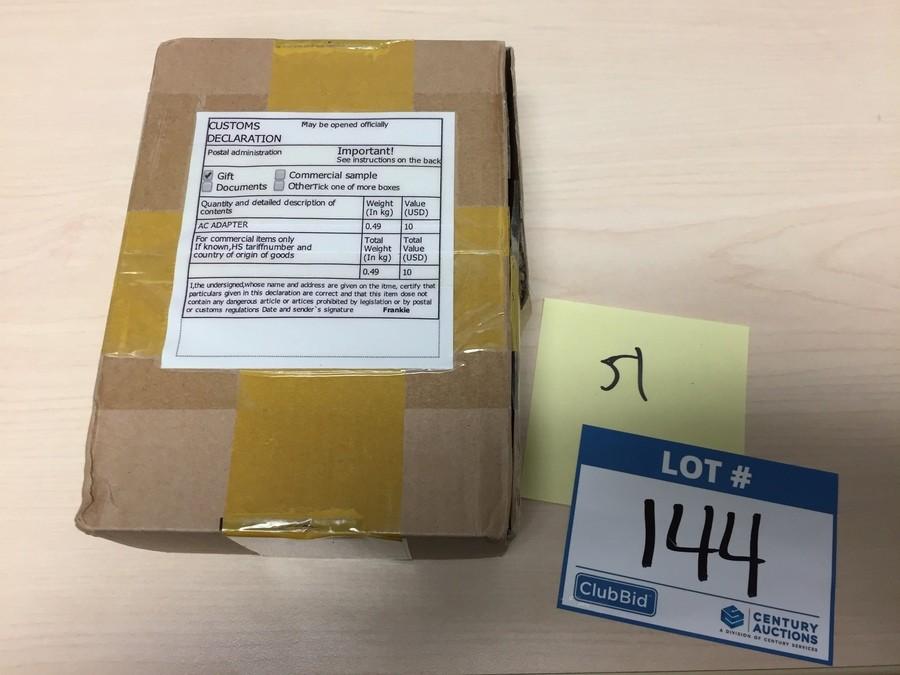 CUSTOMS May be opened officially
DECLARATION
Postal administration Important!
See instructions on the back
Gift Commercial sample
Documents OtherTick one of more boxes
Quantity and detailed description of contents Weight (In kg) Value (USD)
AC ADAPTER 0.49 10
For commercial items only
If known,HS tariffnumber and
country of origin of goods
Total Weight (In kg) Total Value (USD)
0.49 10
I,the undersigned,whose name and address are given on the itme, certify that
particulars given in this declaration are correct and that this item dose not
contain any dangerous article or artices prohibited by legislation or by postal
or customs regulations Date and sender`s signature Frankie
51
LOT #
144
ClubBid
CENTURY
AUCTIONS
A DIVISION OF CENTURY SERVICES